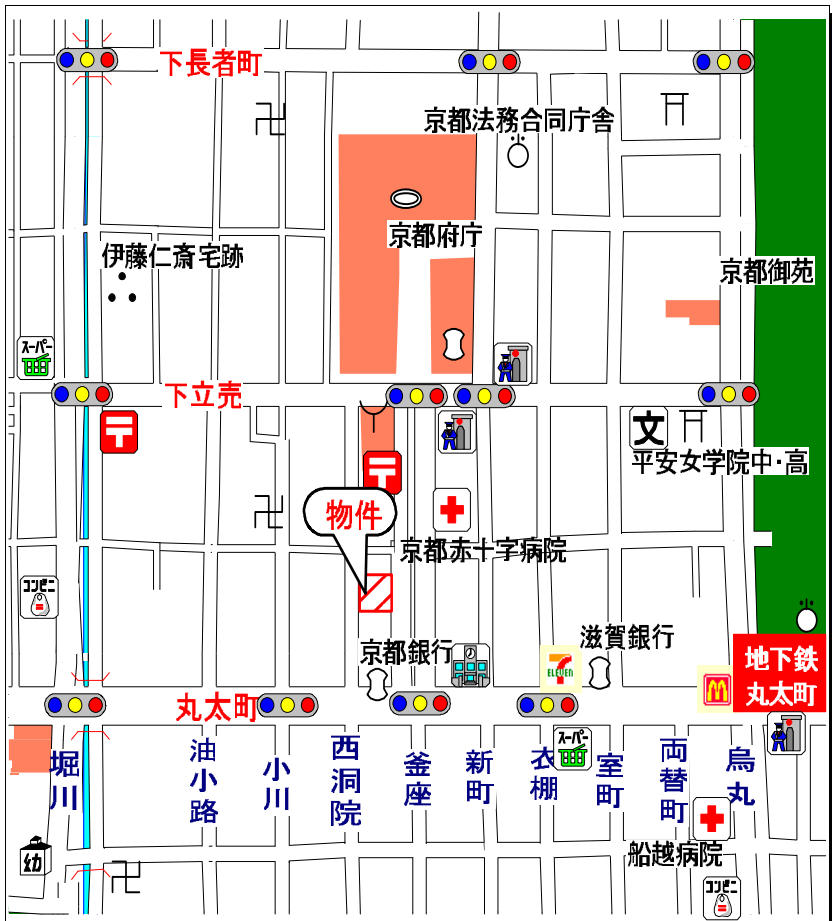 下長者町
京都法務合同庁舎
京都府庁
伊藤仁斎宅跡
京都御苑
スーパー
下立売
文
平安女学院中・高
物件
京都赤十字病院
コンビニ
滋賀銀行
京都銀行
7
ELEVEn
地下鉄
丸太町
M
丸太町
スーパー
堀川
油小路
小川
西洞院
釜座
新町
衣棚
室町
両替町
烏丸
幼
船越病院
コンビニ